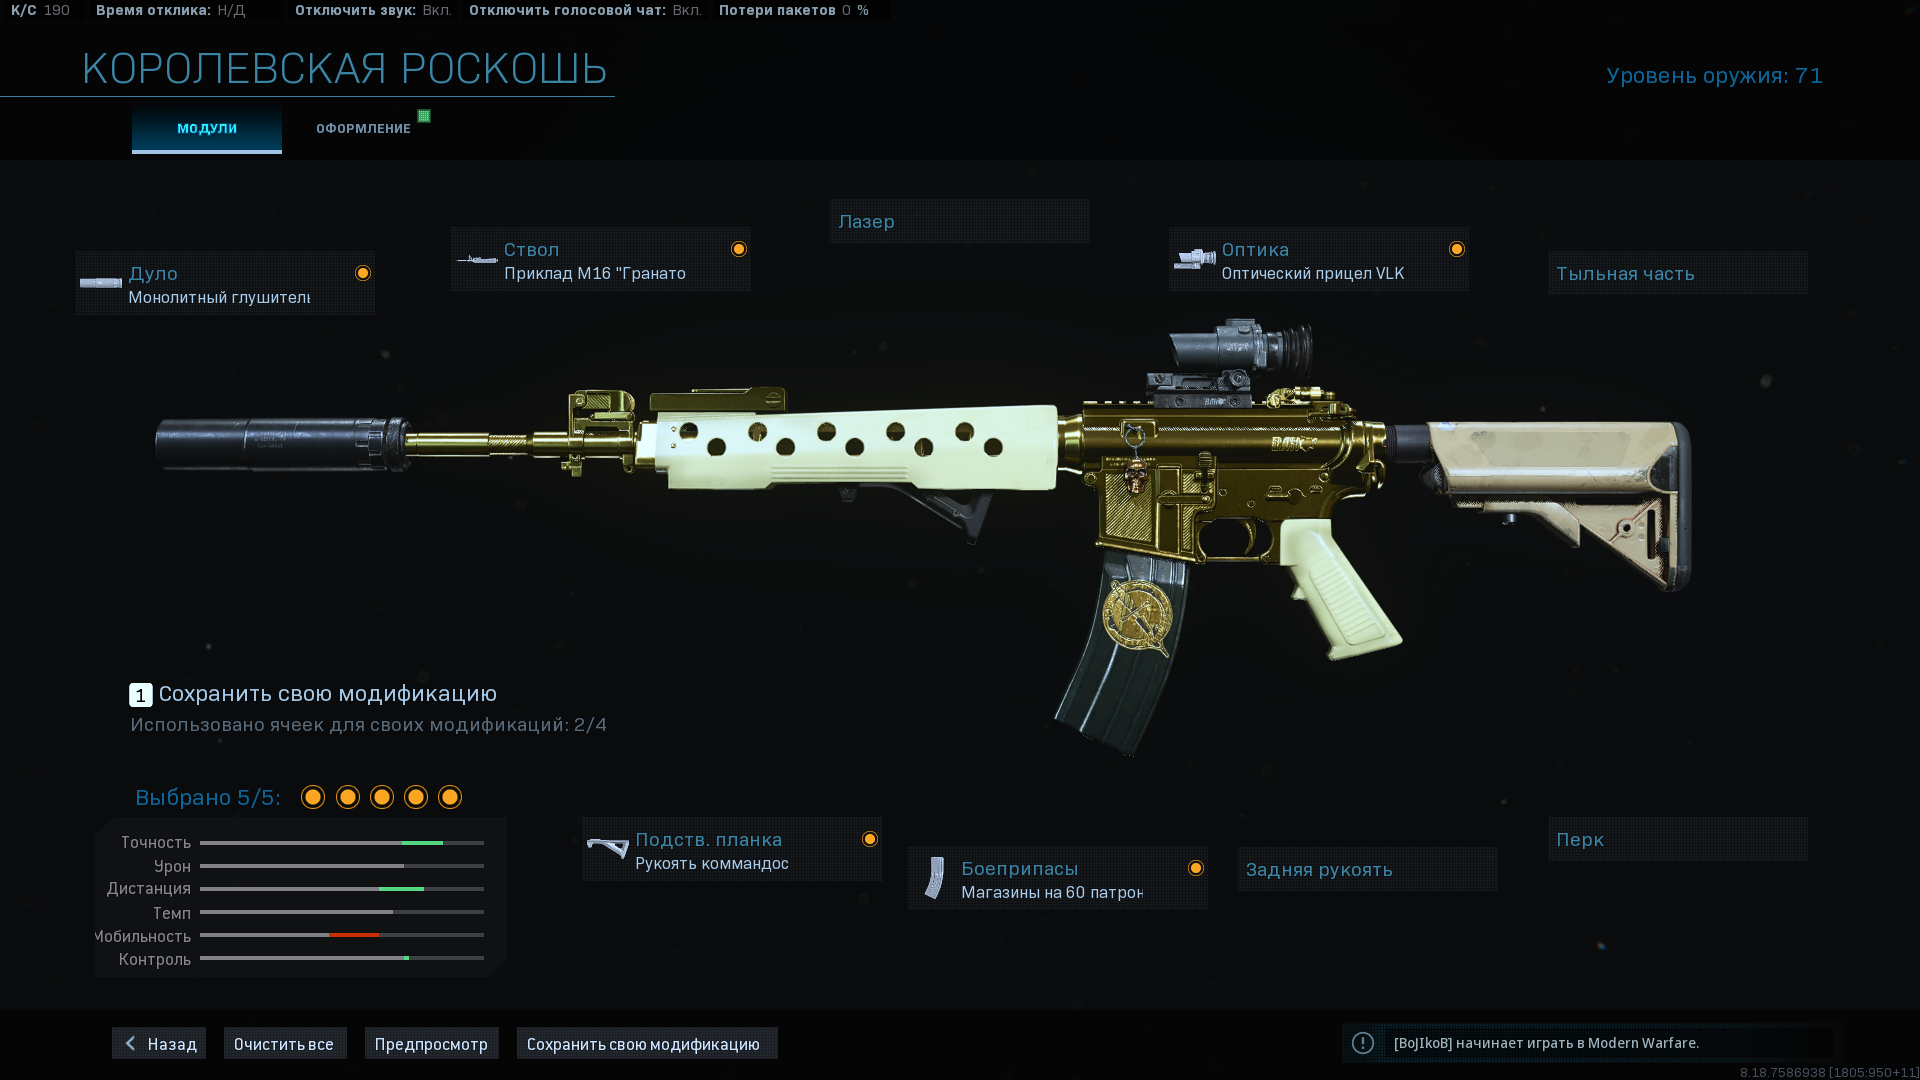 K/C 190 Время отклика: Н/Д Отключить звук: Вкл. Отключить голосовой чат: Вкл. Потери пакетов 0 %
КОРОЛЕВСКАЯ РОСКОШЬ
Уровень оружия: 71
МОДУЛИ ОФОРМЛЕНИЕ
Лазер
Ствол
Приклад M16 "Гранато
Оптика
Оптический прицел VLK
Дуло
Монолитный глушитель
Тыльная часть
1 Сохранить свою модификацию
Использовано ячеек для своих модификаций: 2/4
Выбрано 5/5:
Точность
Урон
Дистанция
Темп
Мобильность
Контроль
Подств. планка
Рукоять коммандос
Боеприпасы
Магазины на 60 патрон
Задняя рукоять
Перк
Назад Очистить все Предпросмотр Сохранить свою модификацию
[BoJIkoB] начинает играть в Modern Warfare.
8.18.7586938 [1805:950+11]